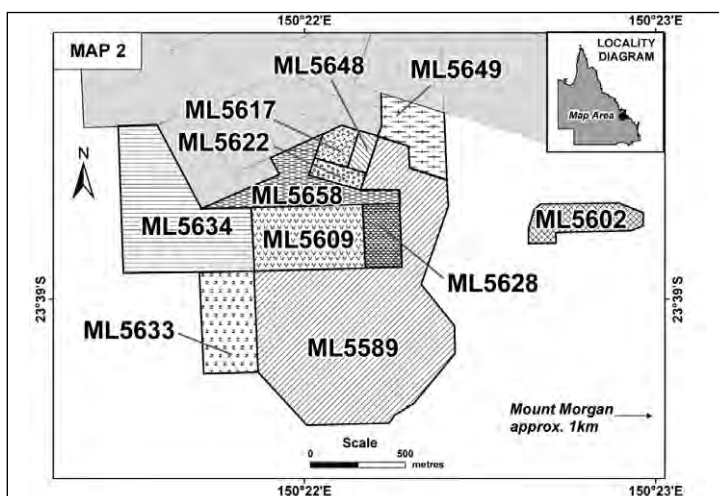 150°22'E
150°23'E
MAP 2
LOCALITY
DIAGRAM
Map Area
ML5648
ML5649
ML5617
ML5622
N
ML5658
ML5634
ML5602
ML5609
ML5628
23°39'S
23°39'S
ML5633
ML5589
Mount Morgan
approx. 1km
Scale
0
500
metres
150°22'E
150°23'E